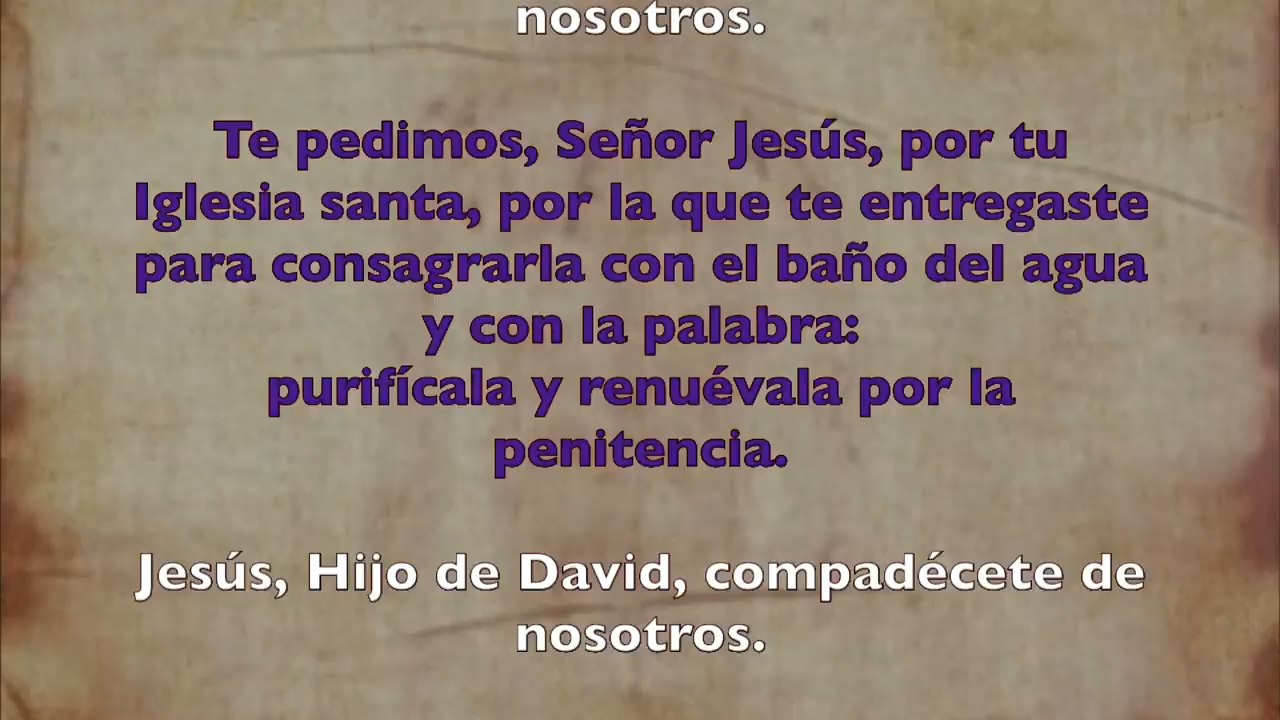 nosotros.
Te pedimos, Señor Jesús, por tu
Iglesia santa, por la que te entregaste
para consagrarla con el baño del agua
y con la palabra:
purifícala y renuévala por la
penitencia.
Jesús, Hijo de David, compadécete de
nosotros.